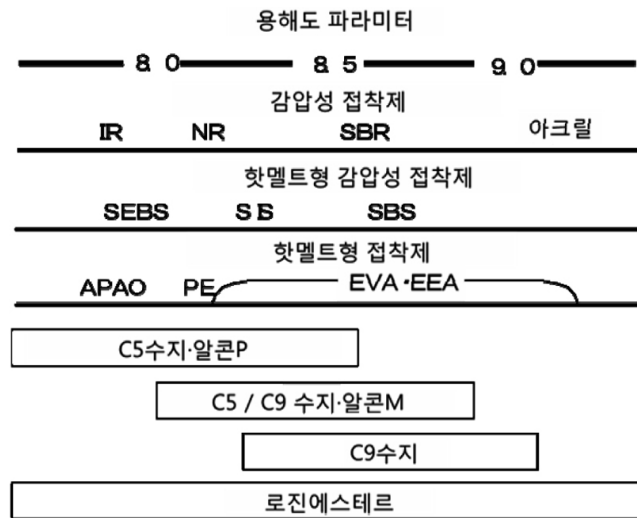 용해도 파라미터
8.0 8.5 9.0
감압성 접착제
IR NR SBR 아크릴
핫멜트형 감압성 접착제
SEBS SIS SBS
핫멜트형 접착제
APAO PE EVA・EEA
C5수지·알콘P
C5 / C9 수지·알콘M
C9수지
로진에스테르